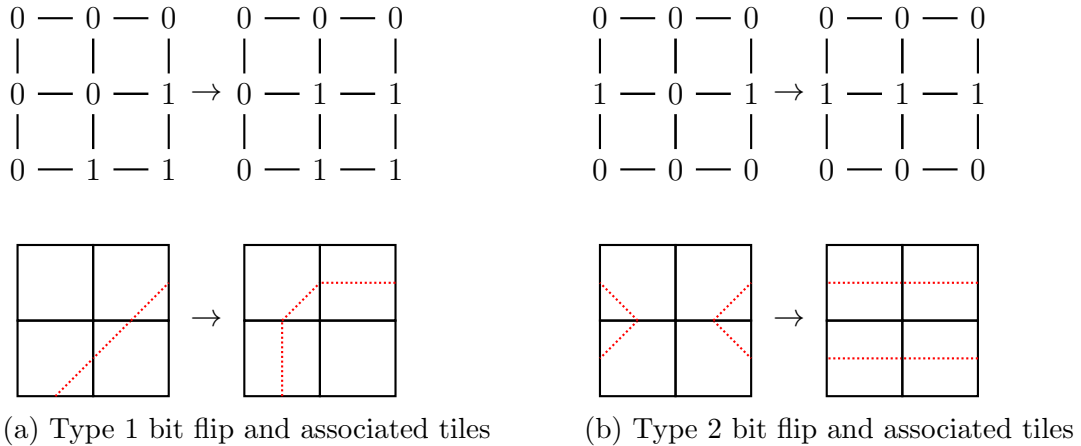 0 — 0 — 0 0 — 0 — 0 0 — 0 — 0 0 — 0 — 0
0 — 0 — 1 → 0 — 1 — 1 1 — 0 — 1 → 1 — 1 — 1
0 — 1 — 1 0 — 1 — 1 0 — 0 — 0 0 — 0 — 0
→ →
(a) Type 1 bit flip and associated tiles (b) Type 2 bit flip and associated tiles